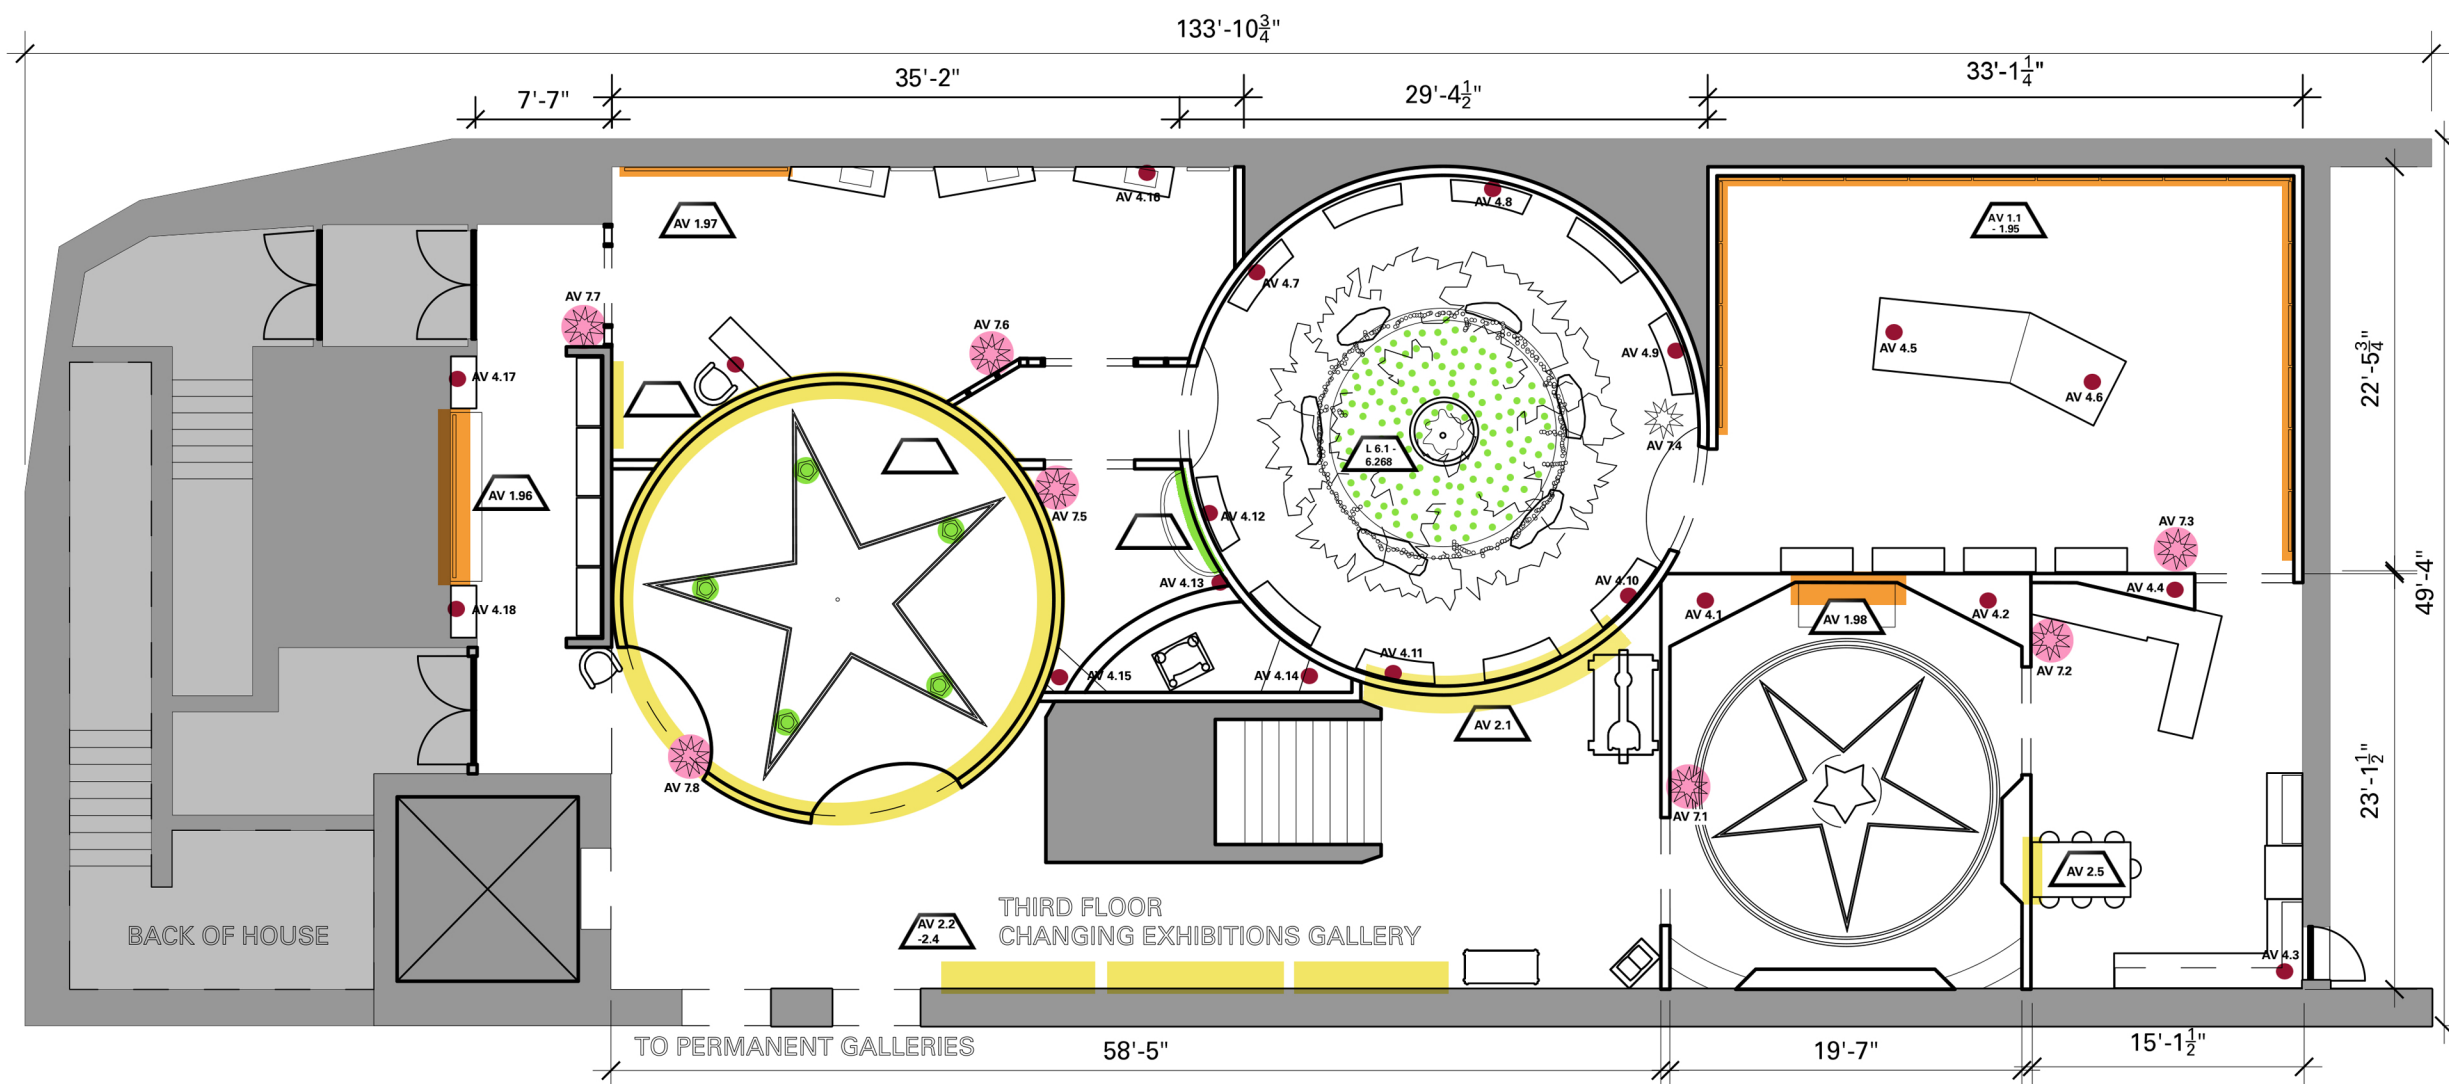 133'-10¾"
35'-2"
33'-1¼"
7'-7"
29'-4½"
AV 4.16
AV 4.8
AV 1.97
AV 1.1
- 1.95
AV 4.7
AV 7.7
AV 7.6
AV 4.9
AV 4.5
22'-5¾"
AV 4.17
AV 4.6
AV 7.4
L 6.1 -
6.268
AV 1.96
AV 7.5
AV 4.12
AV 7.3
AV 4.13
AV 4.10
AV 4.4
49'-4"
AV 4.18
AV 4.1
AV 1.98
AV 4.2
AV 4.11
AV 4.15
AV 4.14
AV 7.2
AV 2.1
AV 7.8
23'-1½"
AV 7.1
AV 2.5
THIRD FLOOR
CHANGING EXHIBITIONS GALLERY
AV 2.2
-2.4
BACK OF HOUSE
AV 4.3
TO PERMANENT GALLERIES
58'-5"
19'-7"
15'-1½"